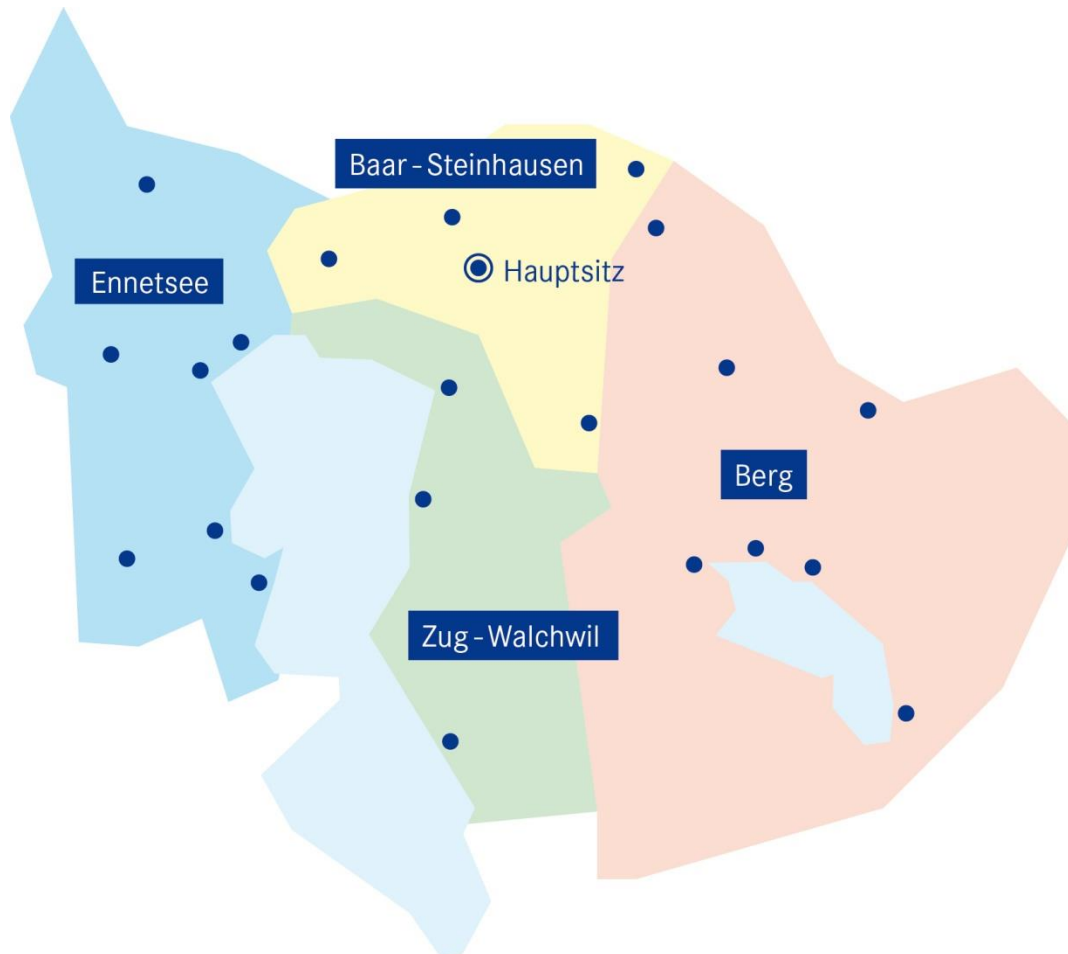 Baar - Steinhausen
Ennetsee
Hauptsitz
Berg
Zug - Walchwil